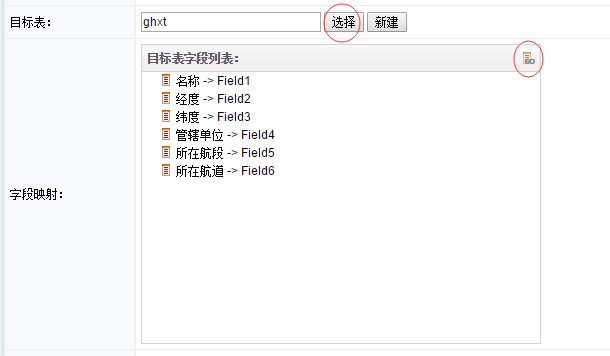 目标表： ghxt 选择 新建
目标表字段列表：
名称 -> Field1
经度 -> Field2
纬度 -> Field3
管辖单位 -> Field4
所在航段 -> Field5
所在航道 -> Field6
字段映射：